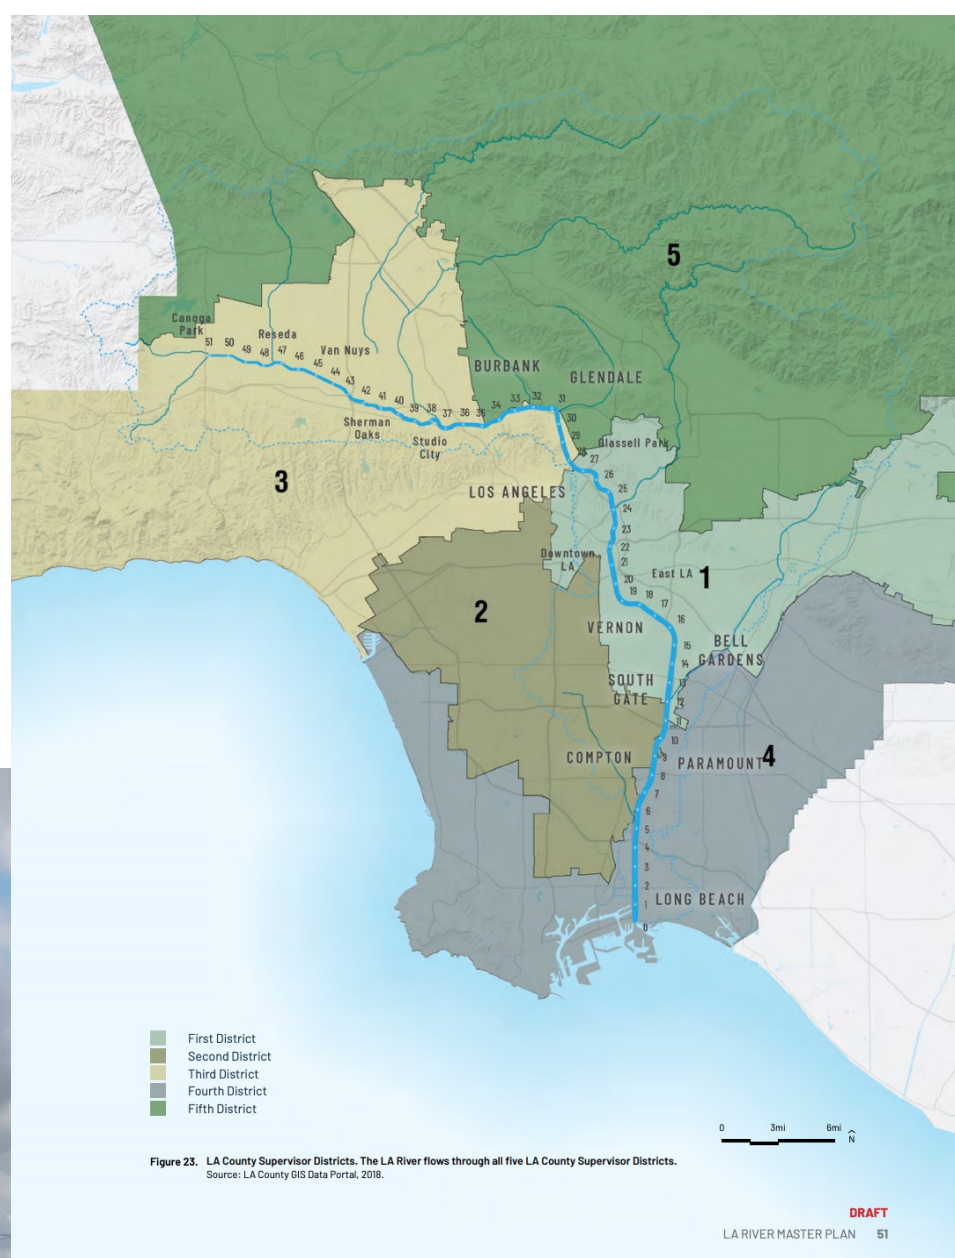 5
Canoga
Park
51
50
49
48
47
46
45
44
43
42
41
40
39
38
37
36
35
34
33
32
31
30
29
28
27
26
25
24
23
22
21
20
19
18
17
16
15
14
13
12
11
10
9
8
7
6
5
4
3
2
1
0
Reseda
Van Nuys
BURBANK
GLENDALE
Sherman
Oaks
Studio
City
Glassell Park
3
LOS ANGELES
Downtown
LA
East LA
1
2
VERNON
BELL
GARDENS
SOUTH
GATE
COMPTON
PARAMOUNT
4
LONG BEACH
First District
Second District
Third District
Fourth District
Fifth District
0 3mi 6mi
N
Figure 23. LA County Supervisor Districts. The LA River flows through all five LA County Supervisor Districts.
Source: LA County GIS Data Portal, 2018.
DRAFT
LA RIVER MASTER PLAN 51